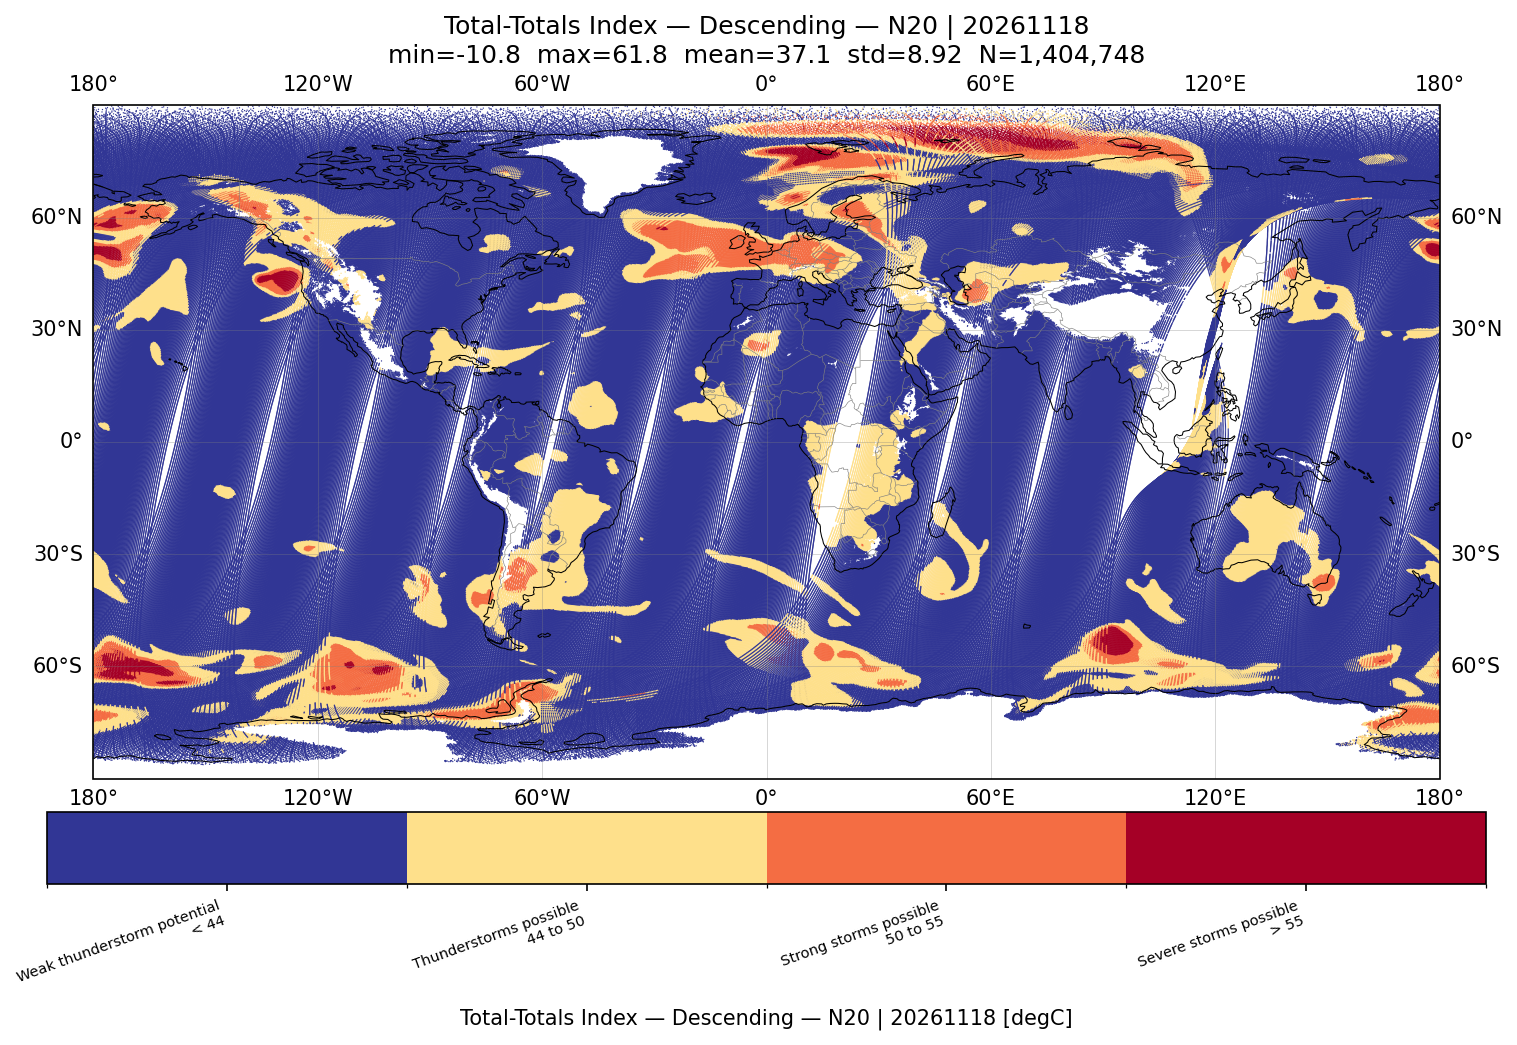 Total-Totals Index — Descending — N20 | 20261118
min=-10.8  max=61.8  mean=37.1  std=8.92  N=1,404,748
180° 120°W 60°W 0° 60°E 120°E 180°
60°N 60°N
30°N 30°N
0° 0°
30°S 30°S
60°S 60°S
180° 120°W 60°W 0° 60°E 120°E 180°
Weak thunderstorm potential
< 44
Thunderstorms possible
44 to 50
Strong storms possible
50 to 55
Severe storms possible
> 55
Total-Totals Index — Descending — N20 | 20261118 [degC]